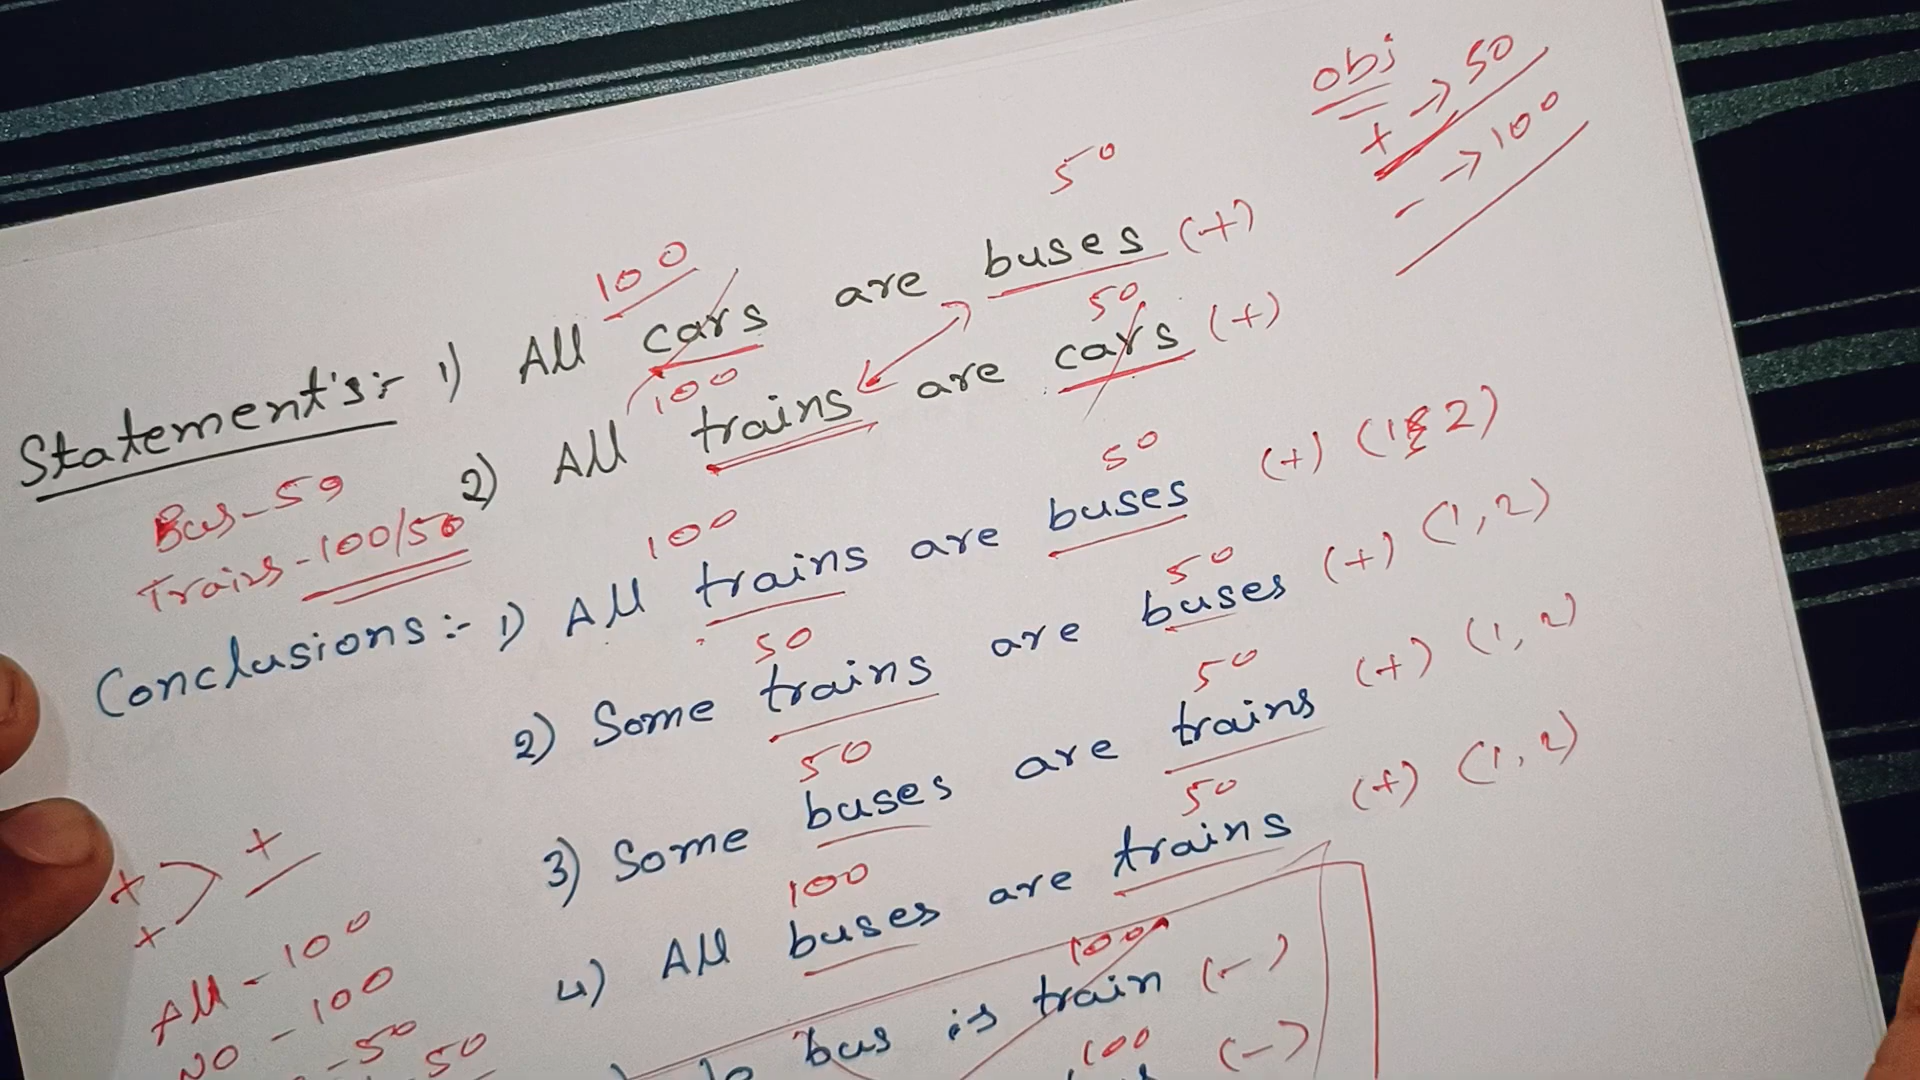 obj
+ → 50
- → 100
50
100
Statement's:- 1) All cars are buses (+)
50
100
2) All trains are cars (+)
Bus - 59
Trains - 100/50
50
100
Conclusions:- 1) All trains are buses (+) (1&2)
50 50
2) Some trains are buses (+) (1,2)
50 50
3) Some buses are trains (+) (1,2)
100 50
4) All buses are trains (+) (1,2)
100
bus is train (-)
100
(-)
+
+ +
All - 100
NO - 100
- 50
50